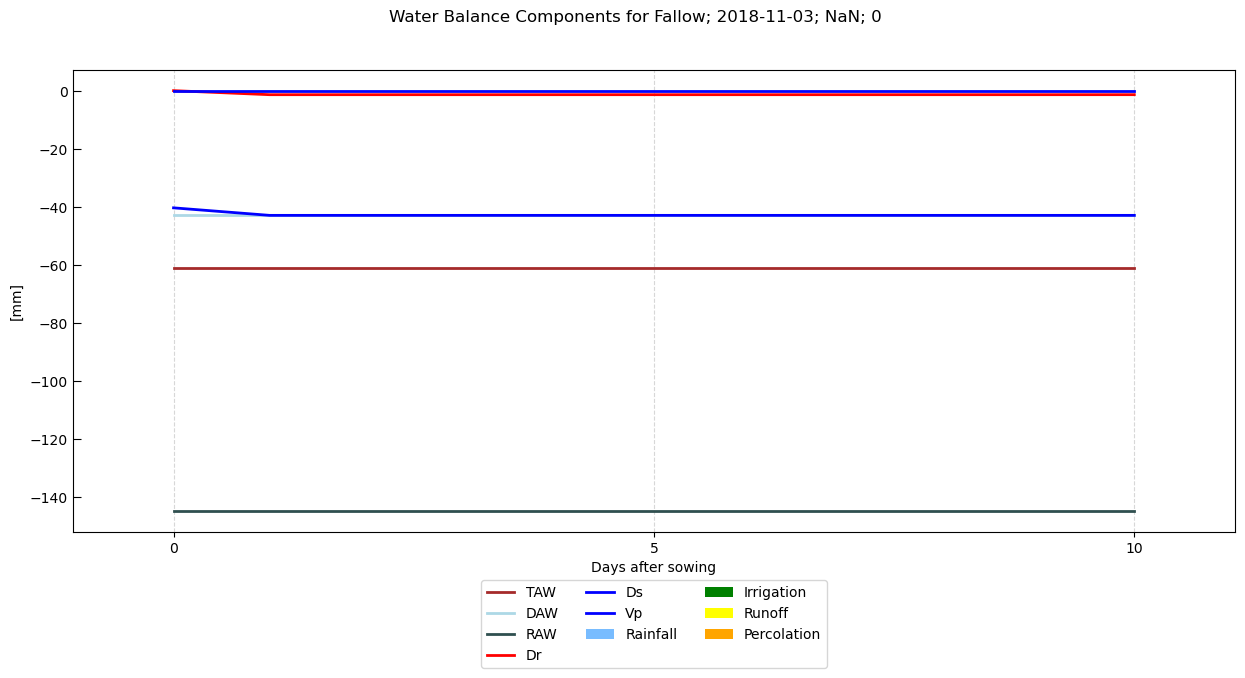 Water Balance Components for Fallow; 2018-11-03; NaN; 0
0
−20
−40
−60
−80
−100
−120
−140
[mm]
0 5 10
Days after sowing
TAW Ds Irrigation
DAW Vp Runoff
RAW Rainfall Percolation
Dr